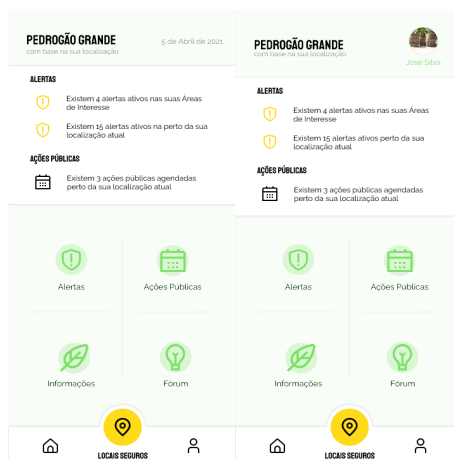 PEDROGÃO GRANDE
com base na sua localização
5 de Abril de 2021
ALERTAS
Existem 4 alertas ativos nas suas Áreas
de Interesse
Existem 15 alertas ativos na perto da sua
localização atual
AÇÕES PÚBLICAS
Existem 3 ações públicas agendadas
perto da sua localização atual
Alertas
Ações Públicas
Informações
Fórum
LOCAIS SEGUROS
PEDROGÃO GRANDE
com base na sua localização
José Silva
ALERTAS
Existem 4 alertas ativos nas suas Áreas
de Interesse
Existem 15 alertas ativos perto da sua
localização atual
AÇÕES PÚBLICAS
Existem 3 ações públicas agendadas
perto da sua localização atual
Alertas
Ações Públicas
Informações
Fórum
LOCAIS SEGUROS